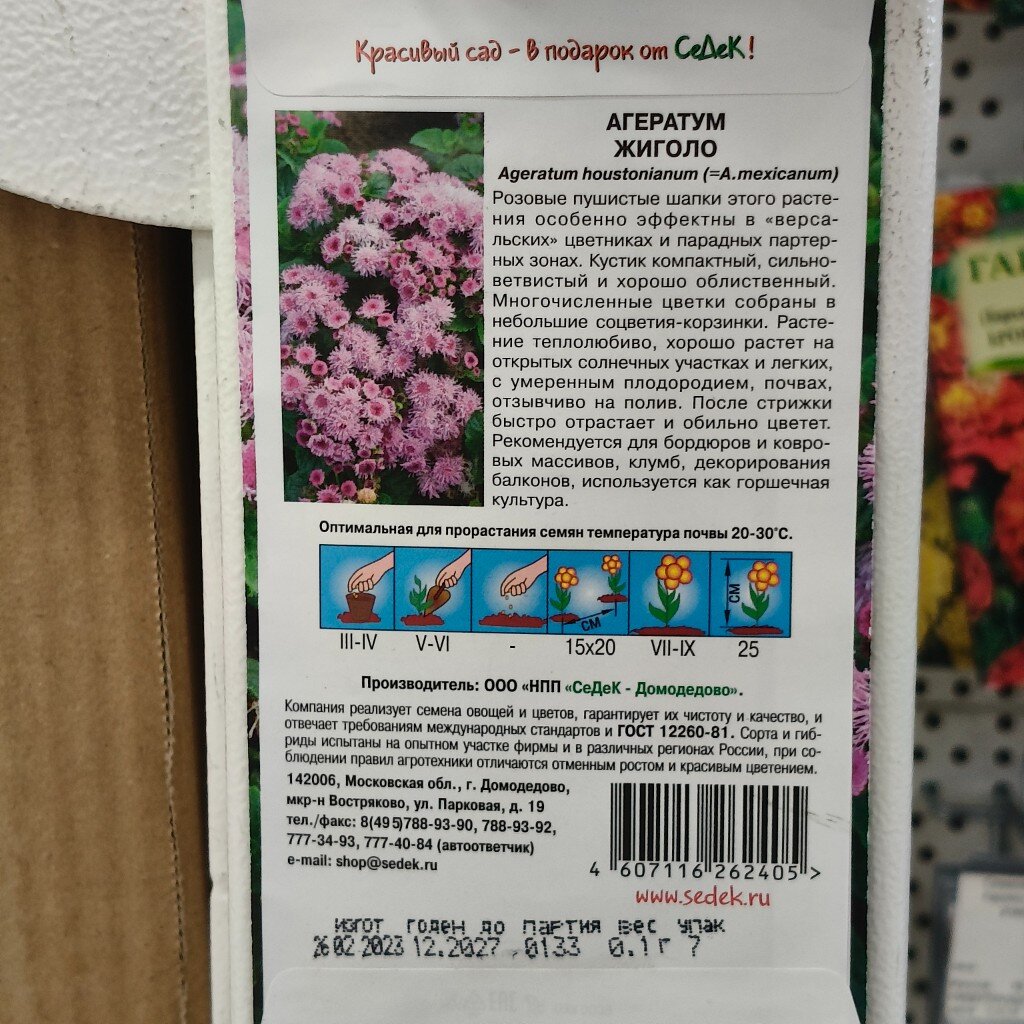 Красивый сад - в подарок от СеДеК!
АГЕРАТУМ
ЖИГОЛО
Ageratum houstonianum (=A.mexicanum)
Розовые пушистые шапки этого расте-
ния особенно эффектны в «верса-
льских» цветниках и парадных партер-
ных зонах. Кустик компактный, сильно-
ветвистый и хорошо облиственный.
Многочисленные цветки собраны в
небольшие соцветия-корзинки. Расте-
ние теплолюбиво, хорошо растет на
открытых солнечных участках и легких,
с умеренным плодородием, почвах,
отзывчиво на полив. После стрижки
быстро отрастает и обильно цветет.
Рекомендуется для бордюров и ковро-
вых массивов, клумб, декорирования
балконов, используется как горшечная
культура.
Оптимальная для прорастания семян температура почвы 20-30°С.
СМ СМ
III-IV V-VI - 15х20 VII-IX 25
Производитель: ООО «НПП «СеДеК - Домодедово».
Компания реализует семена овощей и цветов, гарантирует их чистоту и качество, и
отвечает требованиям международных стандартов и ГОСТ 12260-81. Сорта и гиб-
риды испытаны на опытном участке фирмы и в различных регионах России, при со-
блюдении правил агротехники отличаются отменным ростом и красивым цветением.
142006, Московская обл., г. Домодедово,
мкр-н Востряково, ул. Парковая, д. 19
тел./факс: 8(495)788-93-90, 788-93-92,
777-34-93, 777-40-84 (автоответчик)
e-mail: shop@sedek.ru
4 607116 262405 >
www.sedek.ru
изгот годен до партия вес упак
26 02 2023 12.2027 .0133 0.1г 7